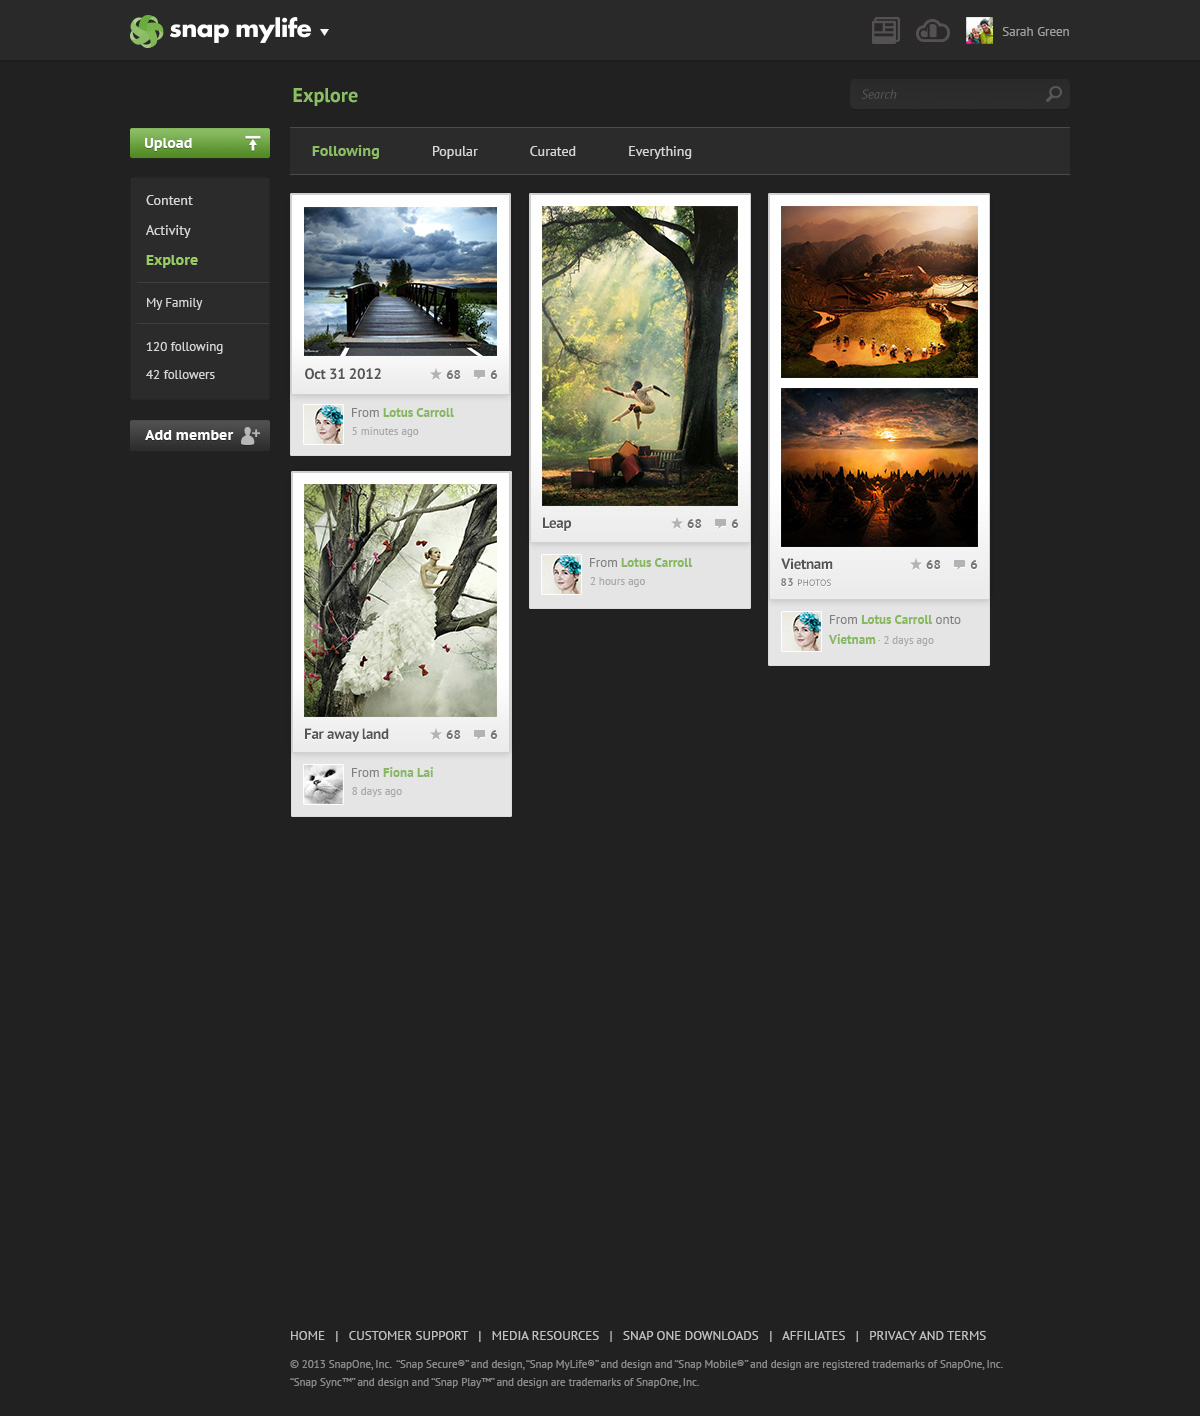 snap mylife
Sarah Green
Explore
Search
Upload
Following
Popular
Curated
Everything
Content
Activity
Explore
My Family
120 following
42 followers
Add member
Oct 31 2012
68
6
From Lotus Carroll
5 minutes ago
Far away land
68
6
From Fiona Lai
8 days ago
Leap
68
6
From Lotus Carroll
2 hours ago
Vietnam
68
6
83 PHOTOS
From Lotus Carroll onto
Vietnam · 2 days ago
HOME | CUSTOMER SUPPORT | MEDIA RESOURCES | SNAP ONE DOWNLOADS | AFFILIATES | PRIVACY AND TERMS
© 2013 SnapOne, Inc. “Snap Secure®” and design, “Snap MyLife®” and design and “Snap Mobile®” and design are registered trademarks of SnapOne, Inc.
“Snap Sync™” and design and “Snap Play™” and design are trademarks of SnapOne, Inc.